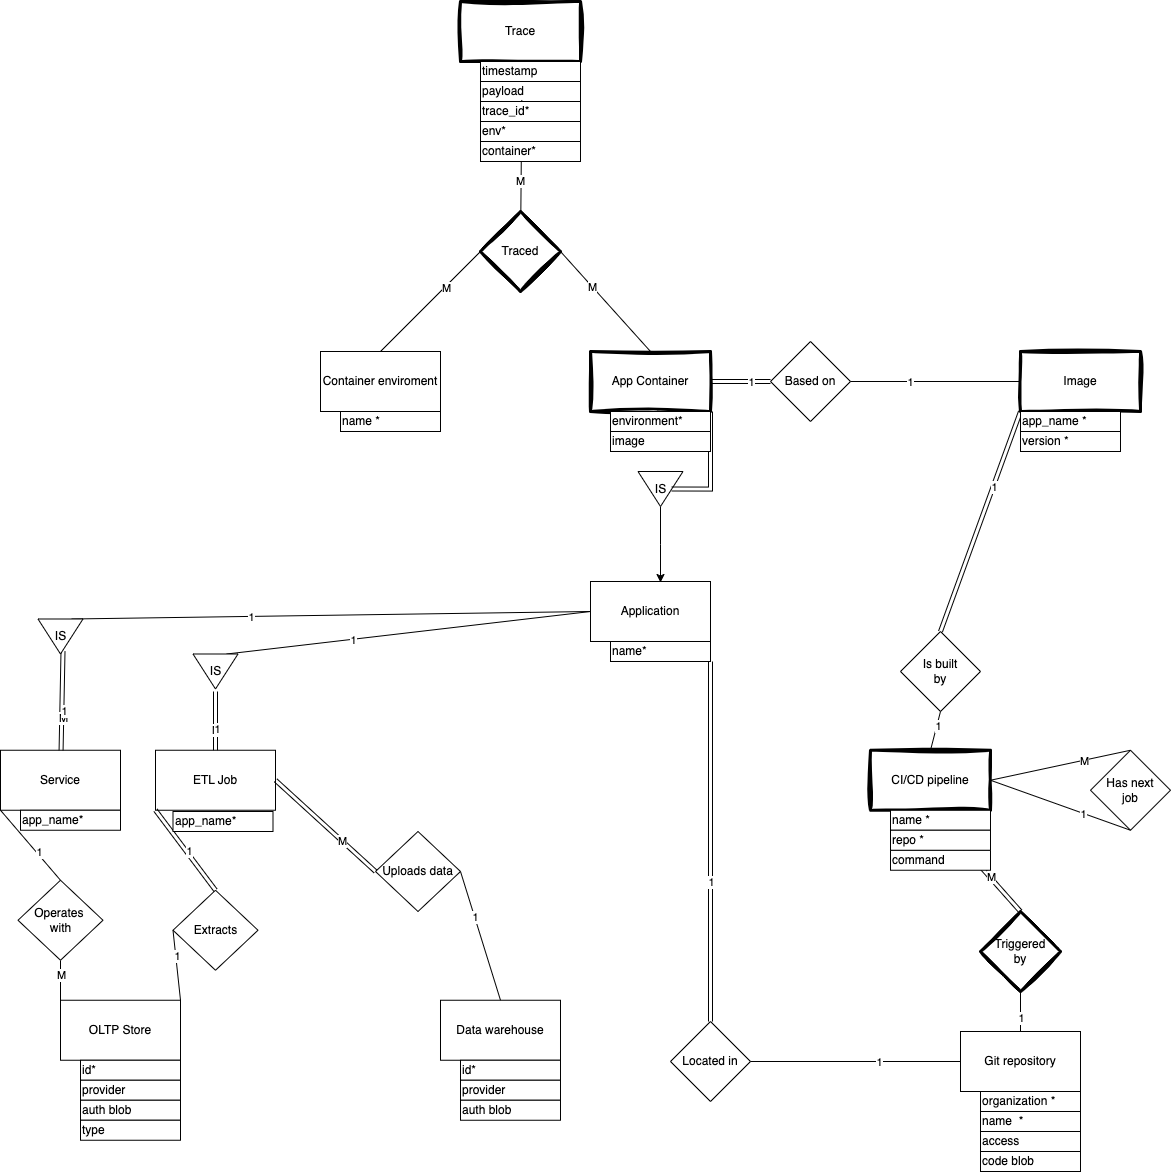 Trace
timestamp
payload
trace_id*
env*
container*
M
Traced
M
M
Container enviroment
name *
App Container
environment*
image
1
Based on
1
Image
app_name *
version *
IS
1
Application
name*
1
1
IS
IS
Is built
by
1
1
1
Service
app_name*
ETL Job
app_name*
CI/CD pipeline
name *
repo *
command
M
1
Has next
job
1
1
M
Uploads data
1
1
M
Operates
with
Extracts
Triggered
by
M
1
1
OLTP Store
id*
provider
auth blob
type
Data warehouse
id*
provider
auth blob
Located in
1
Git repository
organization *
name  *
access
code blob